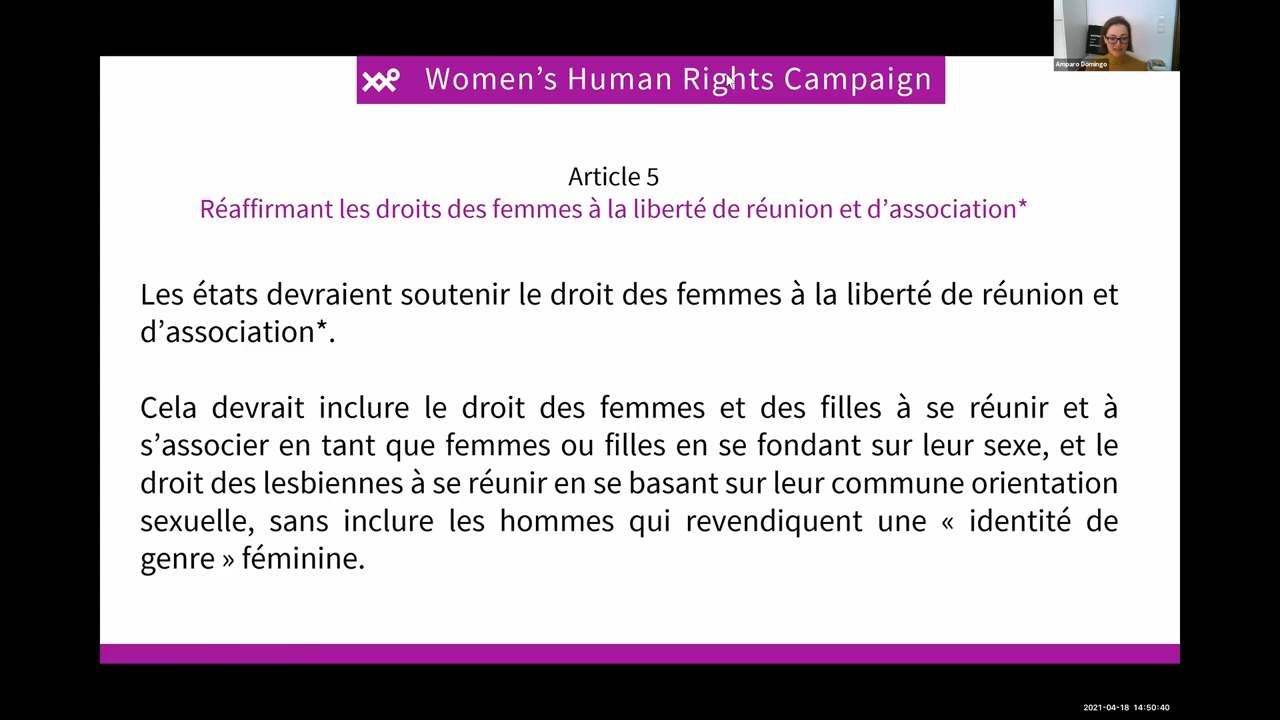 Amparo Domingo
Women’s Human Rights Campaign
Article 5
Réaffirmant les droits des femmes à la liberté de réunion et d’association*
Les états devraient soutenir le droit des femmes à la liberté de réunion et
d’association*.
Cela devrait inclure le droit des femmes et des filles à se réunir et à
s’associer en tant que femmes ou filles en se fondant sur leur sexe, et le
droit des lesbiennes à se réunir en se basant sur leur commune orientation
sexuelle, sans inclure les hommes qui revendiquent une « identité de
genre » féminine.
2021-04-18 14:50:40